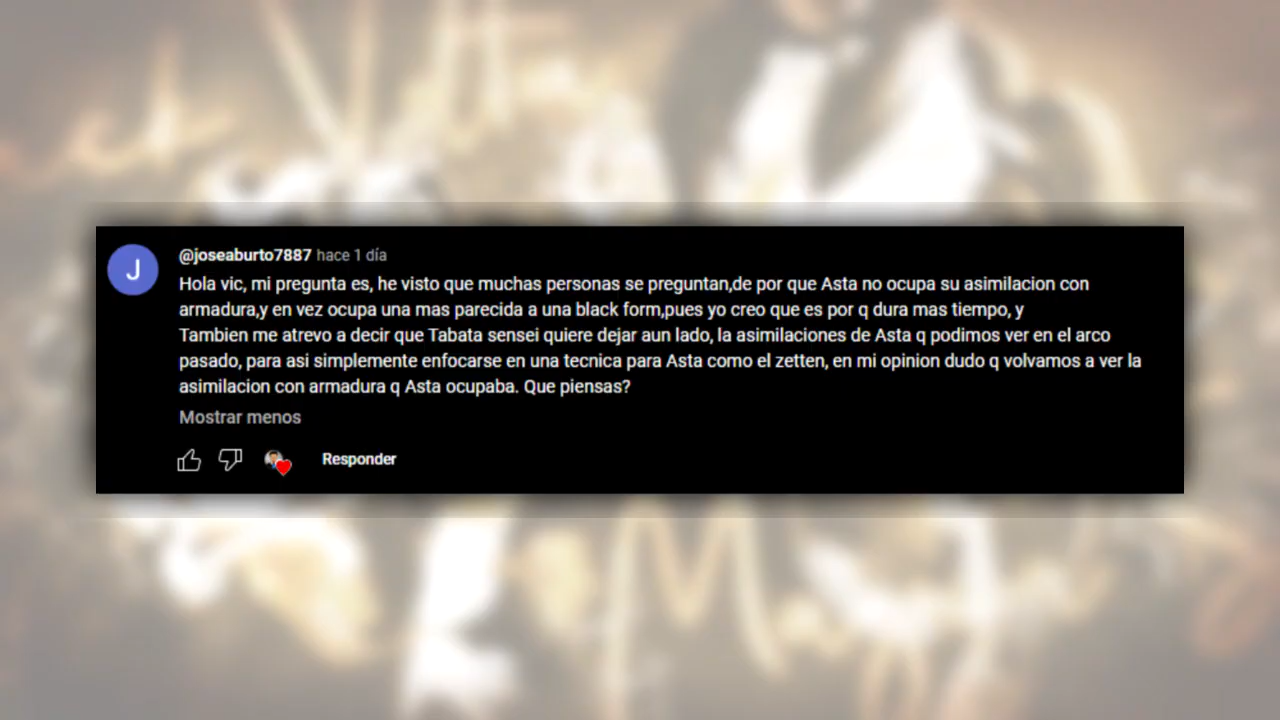 J
@joseaburto7887 hace 1 día
Hola vic, mi pregunta es, he visto que muchas personas se preguntan,de por que Asta no ocupa su asimilacion con
armadura,y en vez ocupa una mas parecida a una black form,pues yo creo que es por q dura mas tiempo, y
Tambien me atrevo a decir que Tabata sensei quiere dejar aun lado, la asimilaciones de Asta q podimos ver en el arco
pasado, para asi simplemente enfocarse en una tecnica para Asta como el zetten, en mi opinion dudo q volvamos a ver la
asimilacion con armadura q Asta ocupaba. Que piensas?
Mostrar menos
Responder